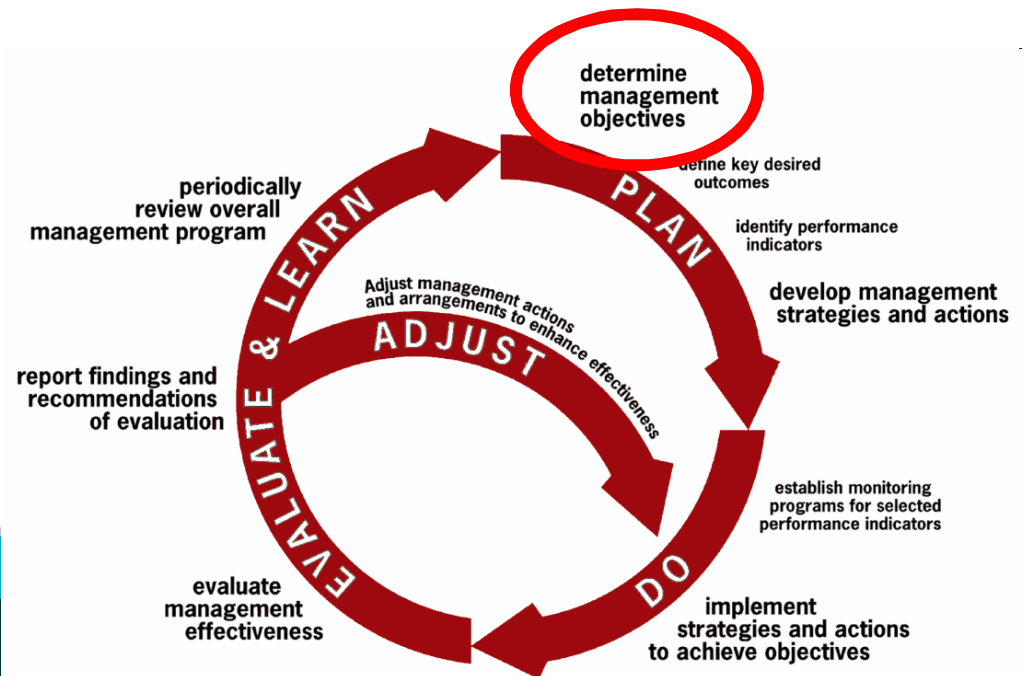 determine
management
objectives
PLAN
define key desired
outcomes
identify performance
indicators
develop management
strategies and actions
DO
establish monitoring
programs for selected
performance indicators
implement
strategies and actions
to achieve objectives
EVALUATE & LEARN
evaluate
management
effectiveness
report findings and
recommendations
of evaluation
periodically
review overall
management program
ADJUST
Adjust management actions
and arrangements to enhance effectiveness